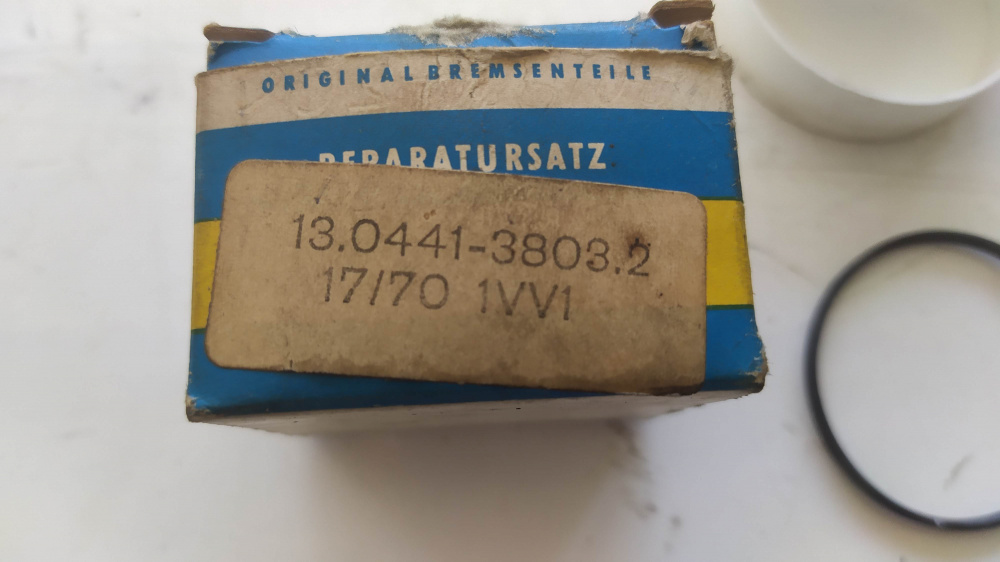 ORIGINAL BREMSENTEILE
REPARATURSATZ
13.0441-3803.2
17/70 1VV1